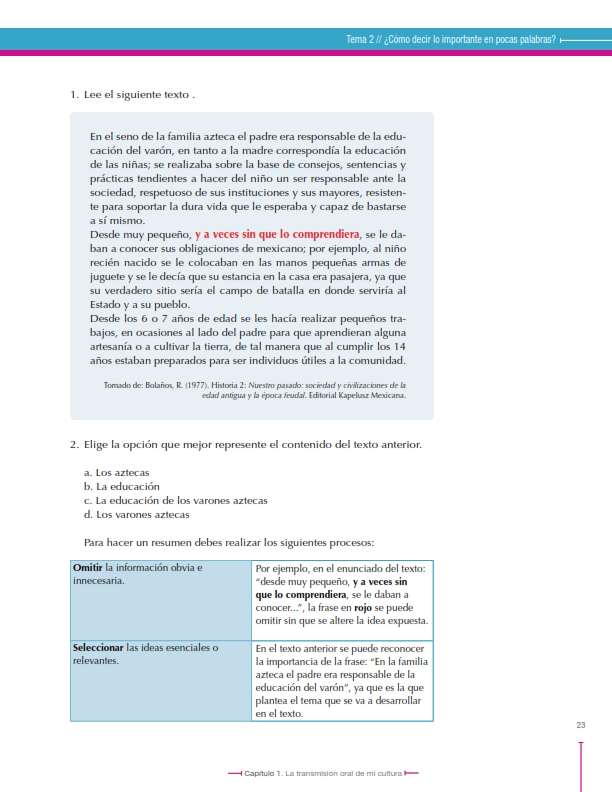 Tema 2 // ¿Cómo decir lo importante en pocas palabras?
1. Lee el siguiente texto .
En el seno de la familia azteca el padre era responsable de la edu-
cación del varón, en tanto a la madre correspondía la educación
de las niñas; se realizaba sobre la base de consejos, sentencias y
prácticas tendientes a hacer del niño un ser responsable ante la
sociedad, respetuoso de sus instituciones y sus mayores, resisten-
te para soportar la dura vida que le esperaba y capaz de bastarse
a sí mismo.
Desde muy pequeño, y a veces sin que lo comprendiera, se le da-
ban a conocer sus obligaciones de mexicano; por ejemplo, al niño
recién nacido se le colocaban en las manos pequeñas armas de
juguete y se le decía que su estancia en la casa era pasajera, ya que
su verdadero sitio sería el campo de batalla en donde serviría al
Estado y a su pueblo.
Desde los 6 o 7 años de edad se les hacía realizar pequeños tra-
bajos, en ocasiones al lado del padre para que aprendieran alguna
artesanía o a cultivar la tierra, de tal manera que al cumplir los 14
años estaban preparados para ser individuos útiles a la comunidad.
Tomado de: Bolaños, R. (1977). Historia 2: Nuestro pasado: sociedad y civilizaciones de la
edad antigua y la época feudal. Editorial Kapelusz Mexicana.
2. Elige la opción que mejor represente el contenido del texto anterior.
a. Los aztecas
b. La educación
c. La educación de los varones aztecas
d. Los varones aztecas
Para hacer un resumen debes realizar los siguientes procesos:
Omitir la información obvia e
innecesaria.
Por ejemplo, en el enunciado del texto:
“desde muy pequeño, y a veces sin
que lo comprendiera, se le daban a
conocer...”, la frase en rojo se puede
omitir sin que se altere la idea expuesta.
Seleccionar las ideas esenciales o
relevantes.
En el texto anterior se puede reconocer
la importancia de la frase: “En la familia
azteca el padre era responsable de la
educación del varón”, ya que es la que
plantea el tema que se va a desarrollar
en el texto.
23
Capítulo 1. La transmisión oral de mi cultura